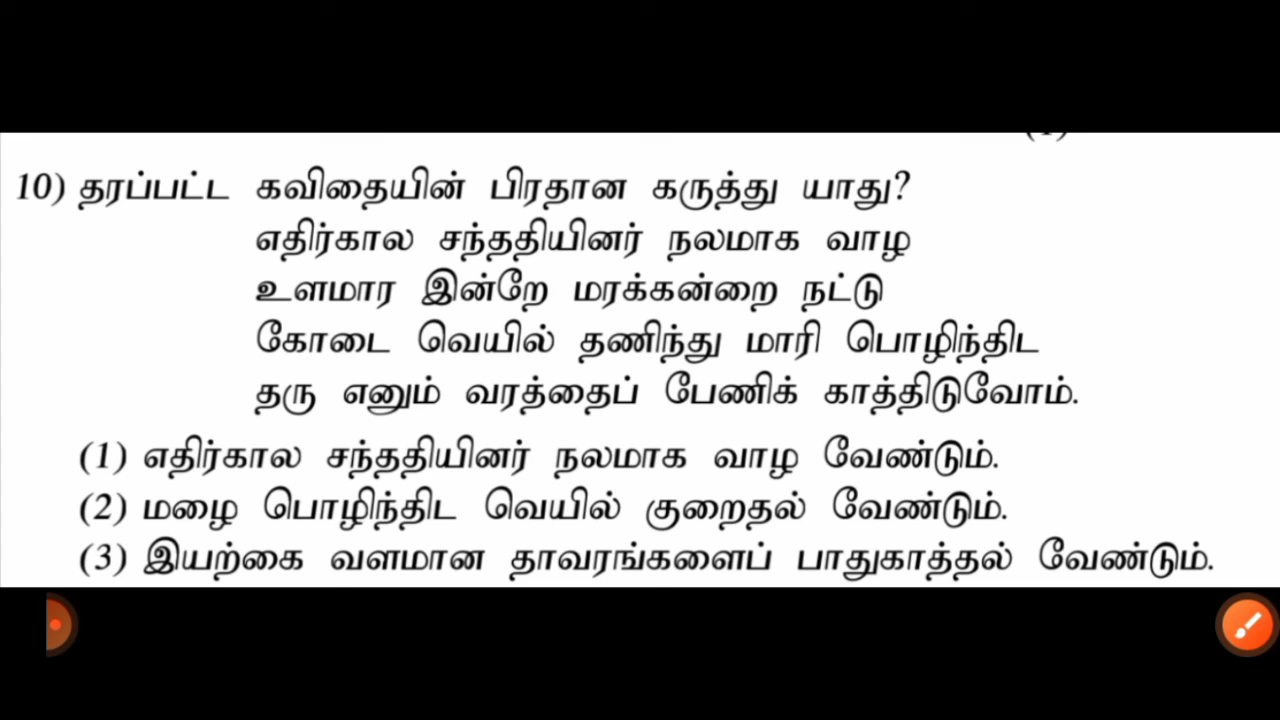 10) தரப்பட்ட கவிதையின் பிரதான கருத்து யாது?
எதிர்கால சந்ததியினர் நலமாக வாழ
உளமார இன்றே மரக்கன்றை நட்டு
கோடை வெயில் தணிந்து மாரி பொழிந்திட
தரு எனும் வரத்தைப் பேணிக் காத்திடுவோம்.
(1) எதிர்கால சந்ததியினர் நலமாக வாழ வேண்டும்.
(2) மழை பொழிந்திட வெயில் குறைதல் வேண்டும்.
(3) இயற்கை வளமான தாவரங்களைப் பாதுகாத்தல் வேண்டும்.